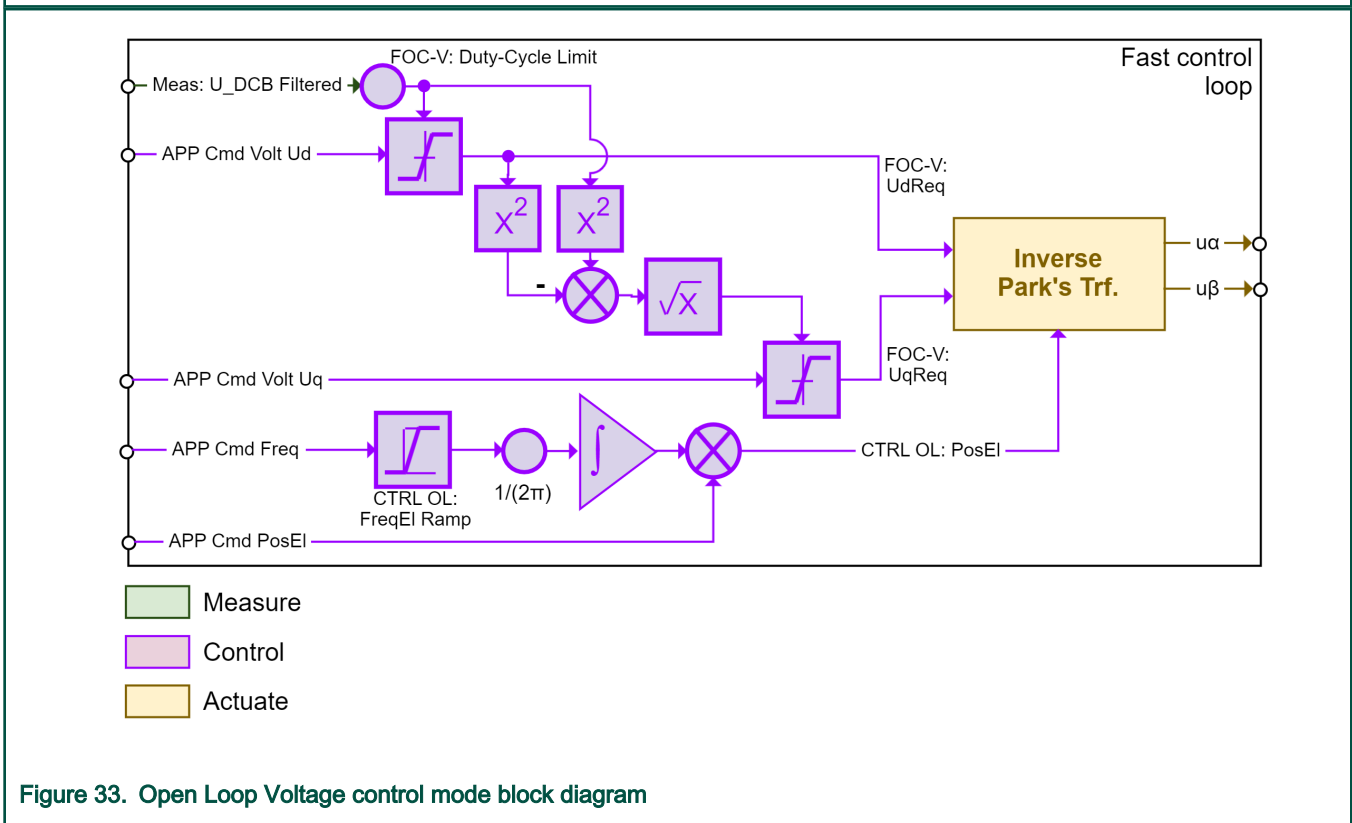 FOC-V: Duty-Cycle Limit
Fast control
loop
Meas: U_DCB Filtered
APP Cmd Volt Ud
FOC-V:
UdReq
X²
X²
-
√X
Inverse
Park's Trf.
uα
uβ
APP Cmd Volt Uq
FOC-V:
UqReq
APP Cmd Freq
∫
CTRL OL: PosEl
CTRL OL:
FreqEl Ramp
1/(2π)
APP Cmd PosEl
Measure
Control
Actuate
Figure 33. Open Loop Voltage control mode block diagram